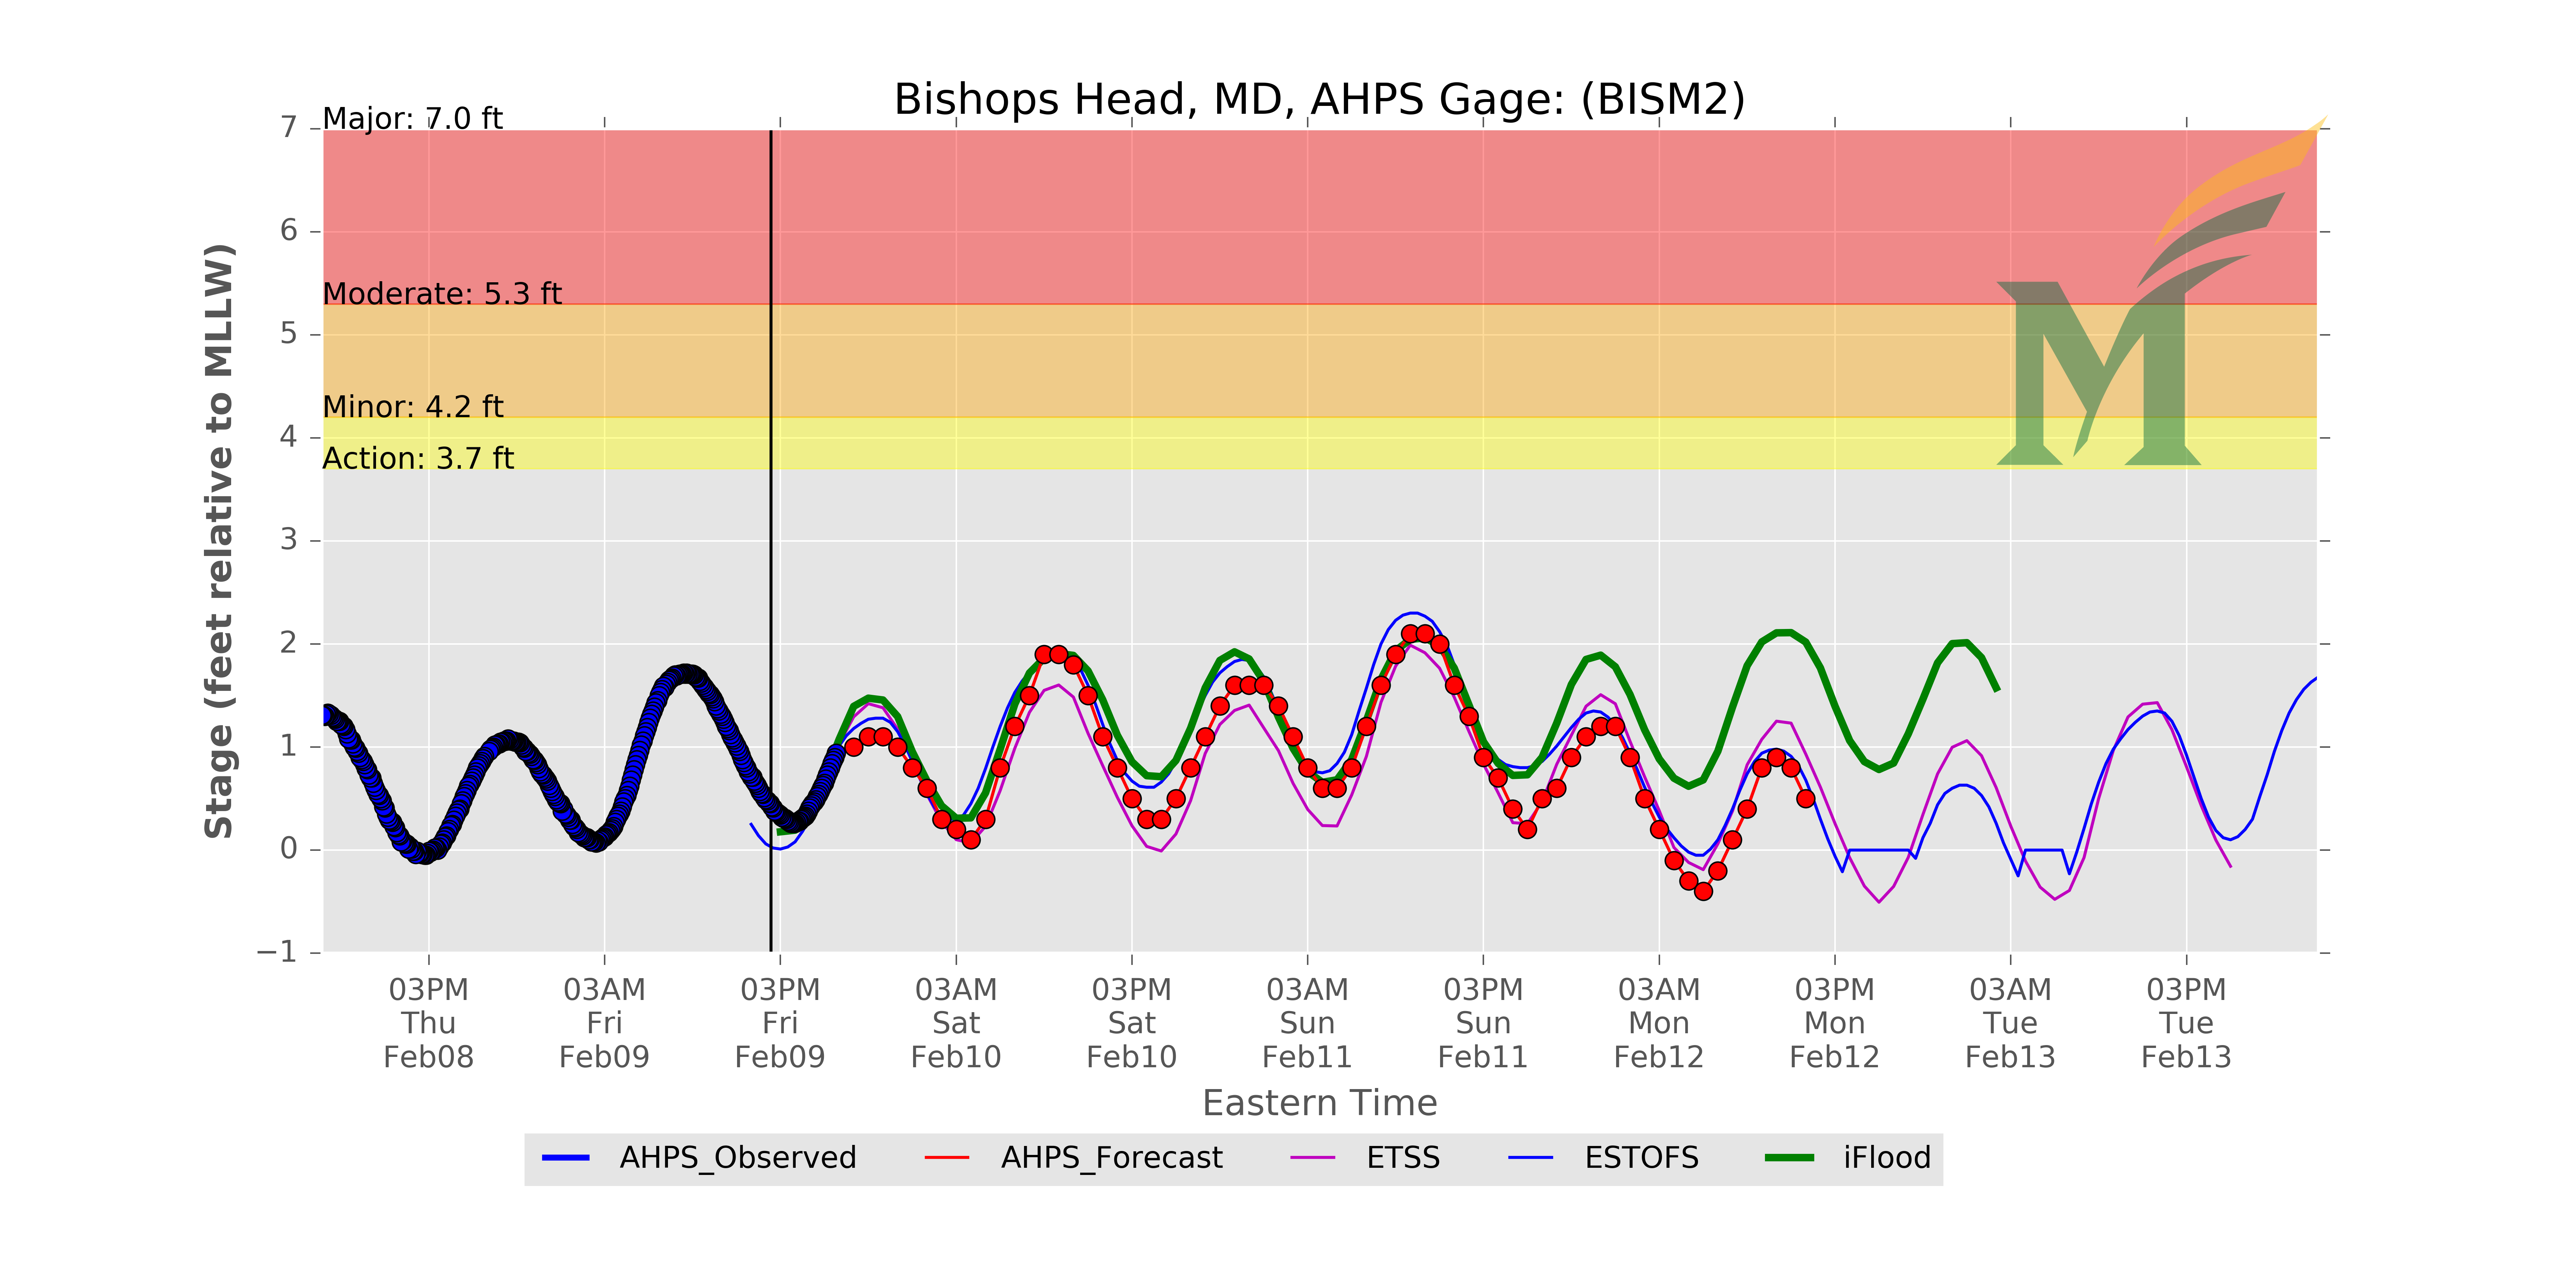 Bishops Head, MD, AHPS Gage: (BISM2)
Major: 7.0 ft
Moderate: 5.3 ft
Minor: 4.2 ft
Action: 3.7 ft
7
6
5
4
3
2
1
0
−1
Stage (feet relative to MLLW)
03PM Thu Feb08
03AM Fri Feb09
03PM Fri Feb09
03AM Sat Feb10
03PM Sat Feb10
03AM Sun Feb11
03PM Sun Feb11
03AM Mon Feb12
03PM Mon Feb12
03AM Tue Feb13
03PM Tue Feb13
Eastern Time
AHPS_Observed AHPS_Forecast ETSS ESTOFS iFlood
M